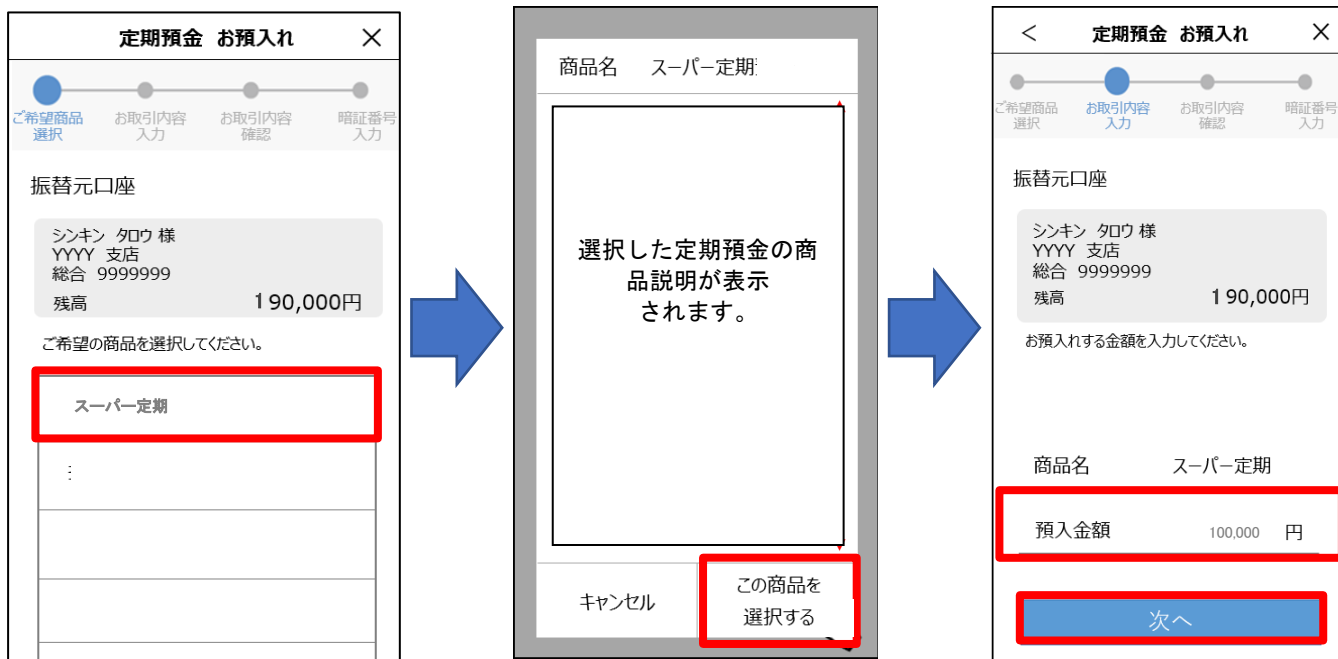 定期預金 お預入れ ×
ご希望商品
選択
お取引内容
入力
お取引内容
確認
暗証番号
入力
振替元口座
シンキン タロウ 様
YYYY 支店
総合 9999999
残高 190,000円
ご希望の商品を選択してください。
スーパー定期
:
商品名 スーパー定期
選択した定期預金の商
品説明が表示
されます。
キャンセル
この商品を
選択する
< 定期預金 お預入れ ×
ご希望商品
選択
お取引内容
入力
お取引内容
確認
暗証番号
入力
振替元口座
シンキン タロウ 様
YYYY 支店
総合 9999999
残高 190,000円
お預入れする金額を入力してください。
商品名 スーパー定期
預入金額 100,000 円
次へ